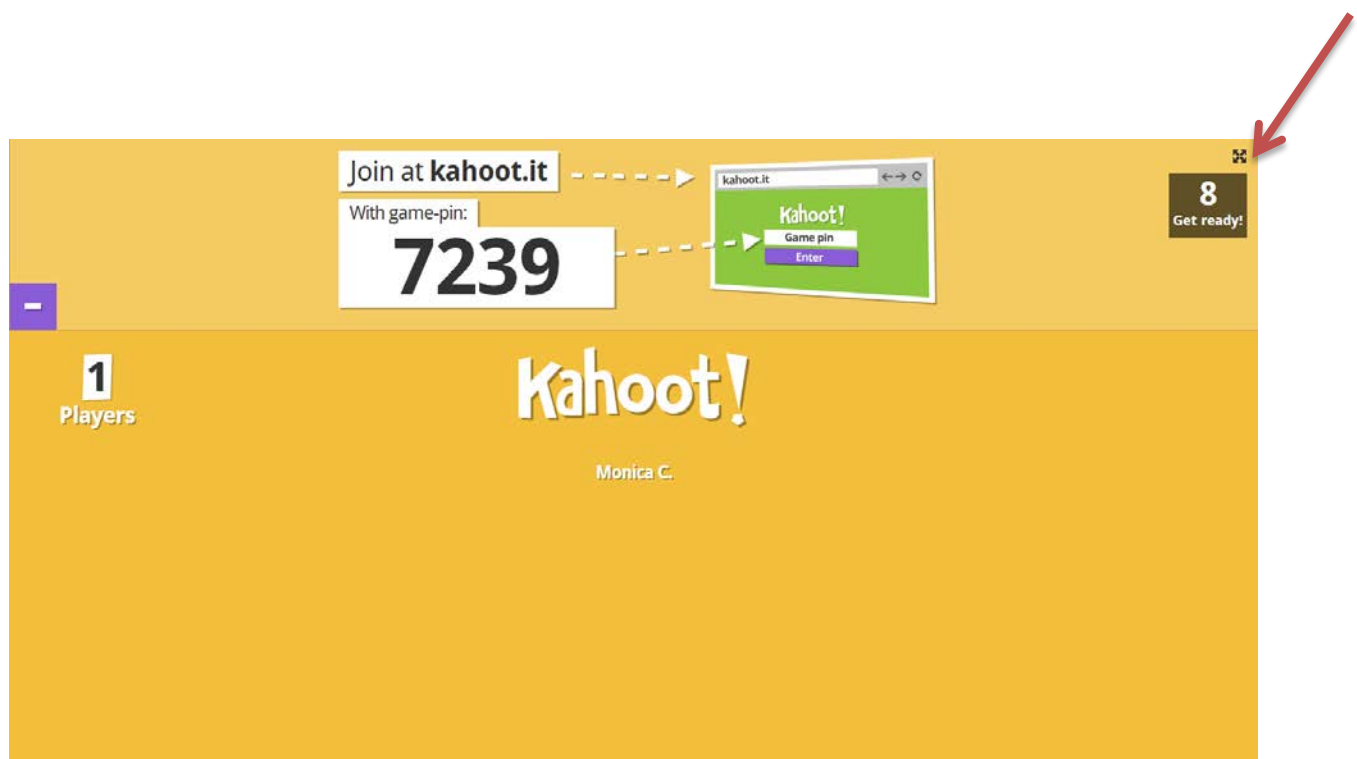 Join at kahoot.it
With game-pin:
7239
kahoot.it
Kahoot!
Game pin
Enter
8
Get ready!
1
Players
Kahoot!
Monica C.